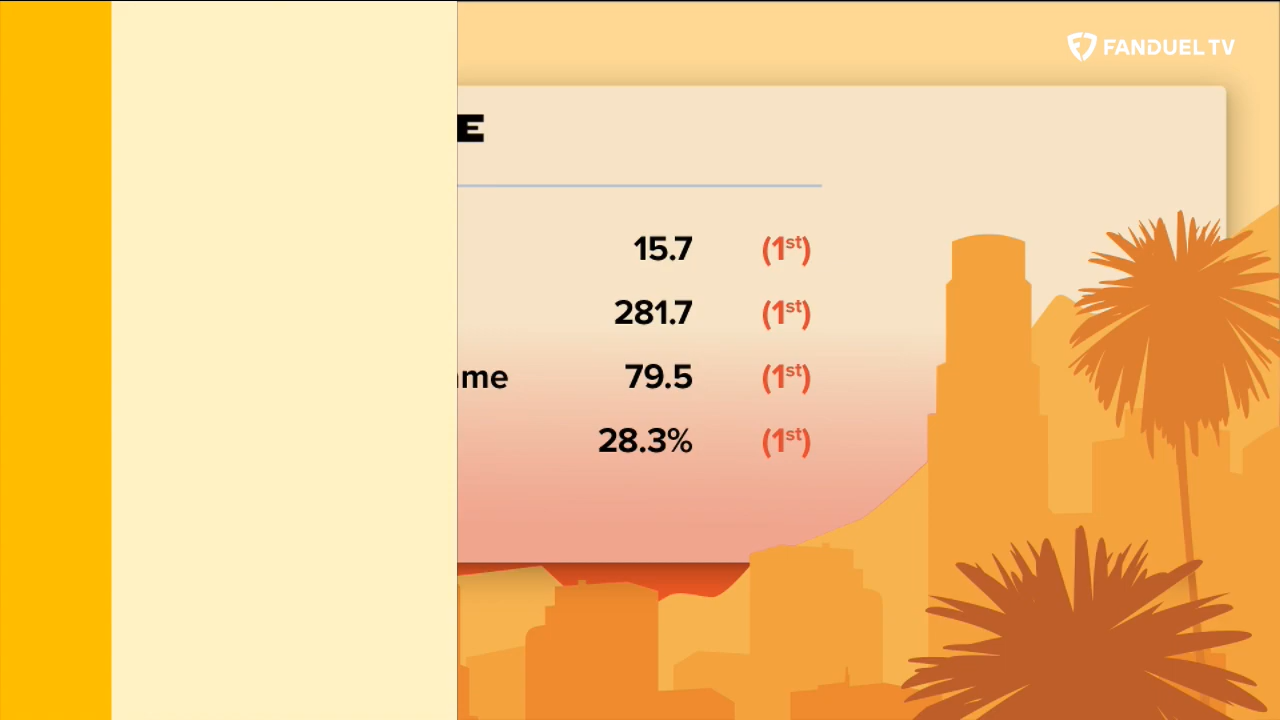 FANDUEL TV
E
15.7 (1st)
281.7 (1st)
me 79.5 (1st)
28.3% (1st)